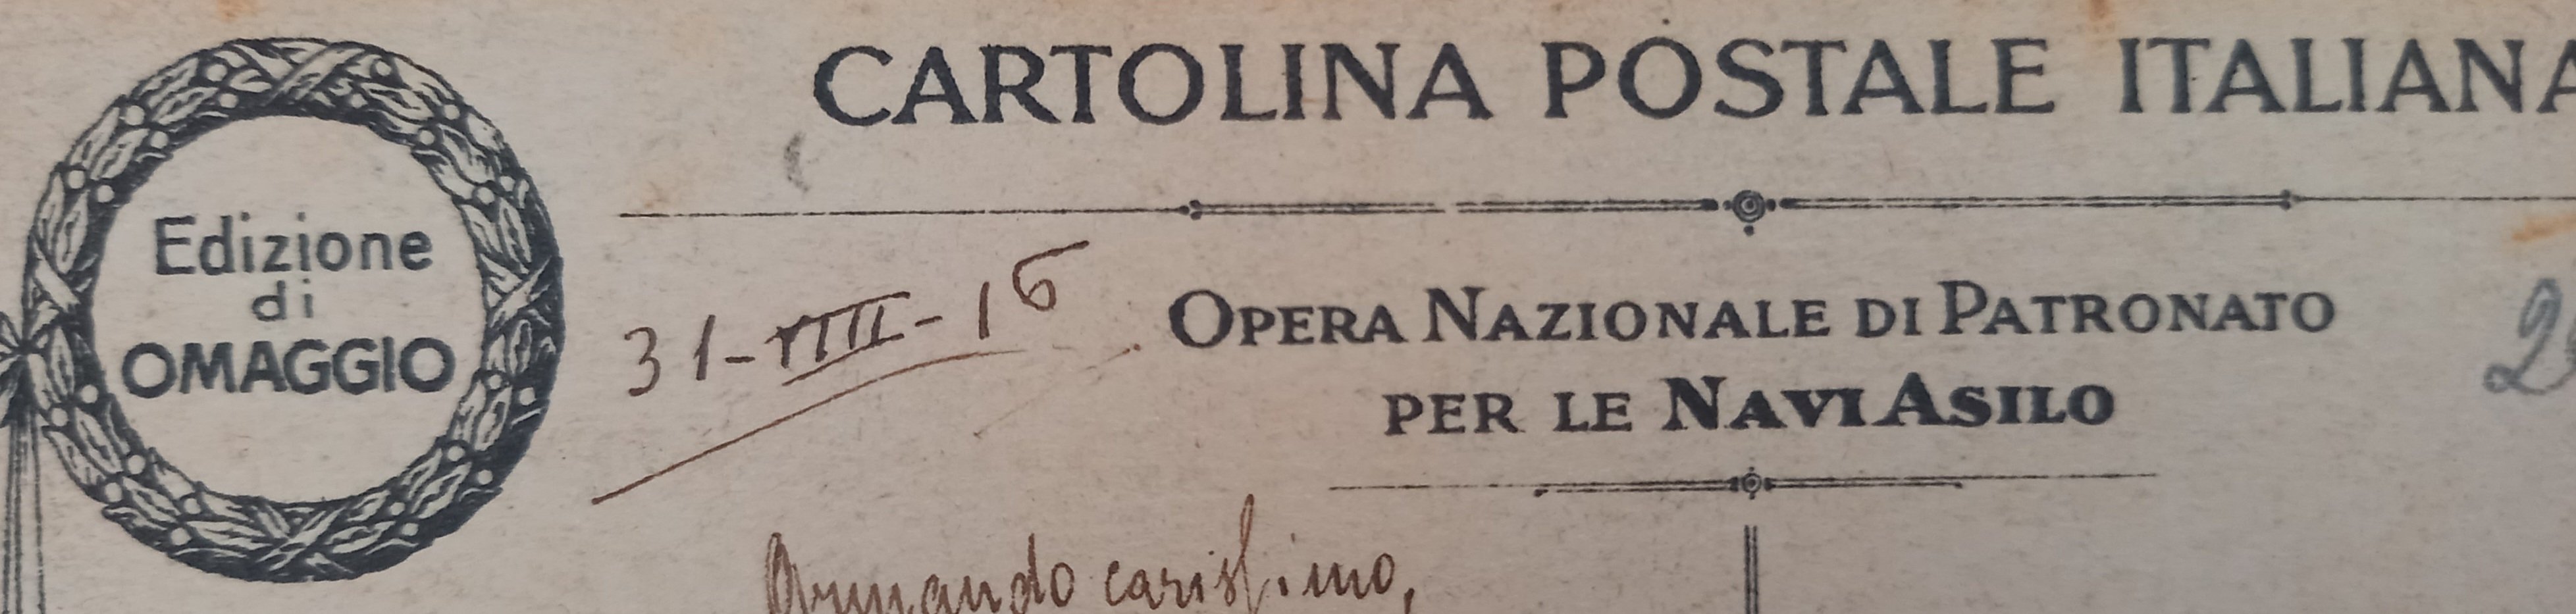 CARTOLINA POSTALE ITALIANA
Edizione
di
OMAGGIO
31-VIII-16
OPERA NAZIONALE DI PATRONATO
PER LE NAVI ASILO
Armando carissimo,